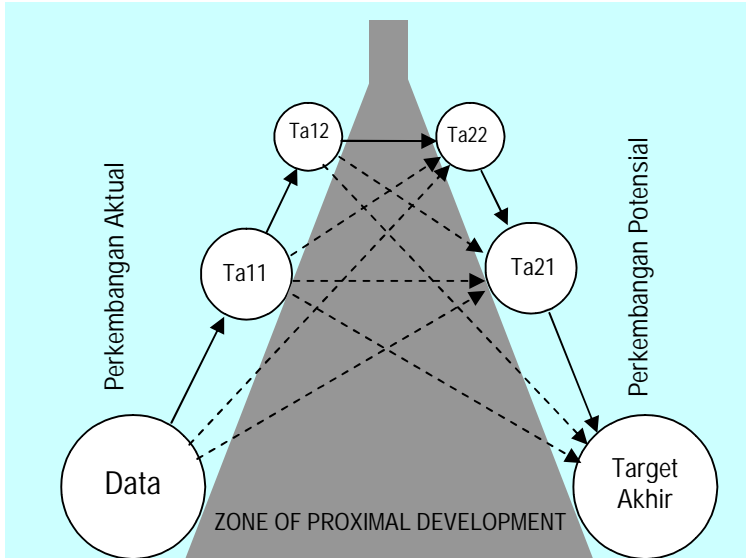 Ta12
Ta22
Perkembangan Aktual
Perkembangan Potensial
Ta11
Ta21
Data
Target
Akhir
ZONE OF PROXIMAL DEVELOPMENT